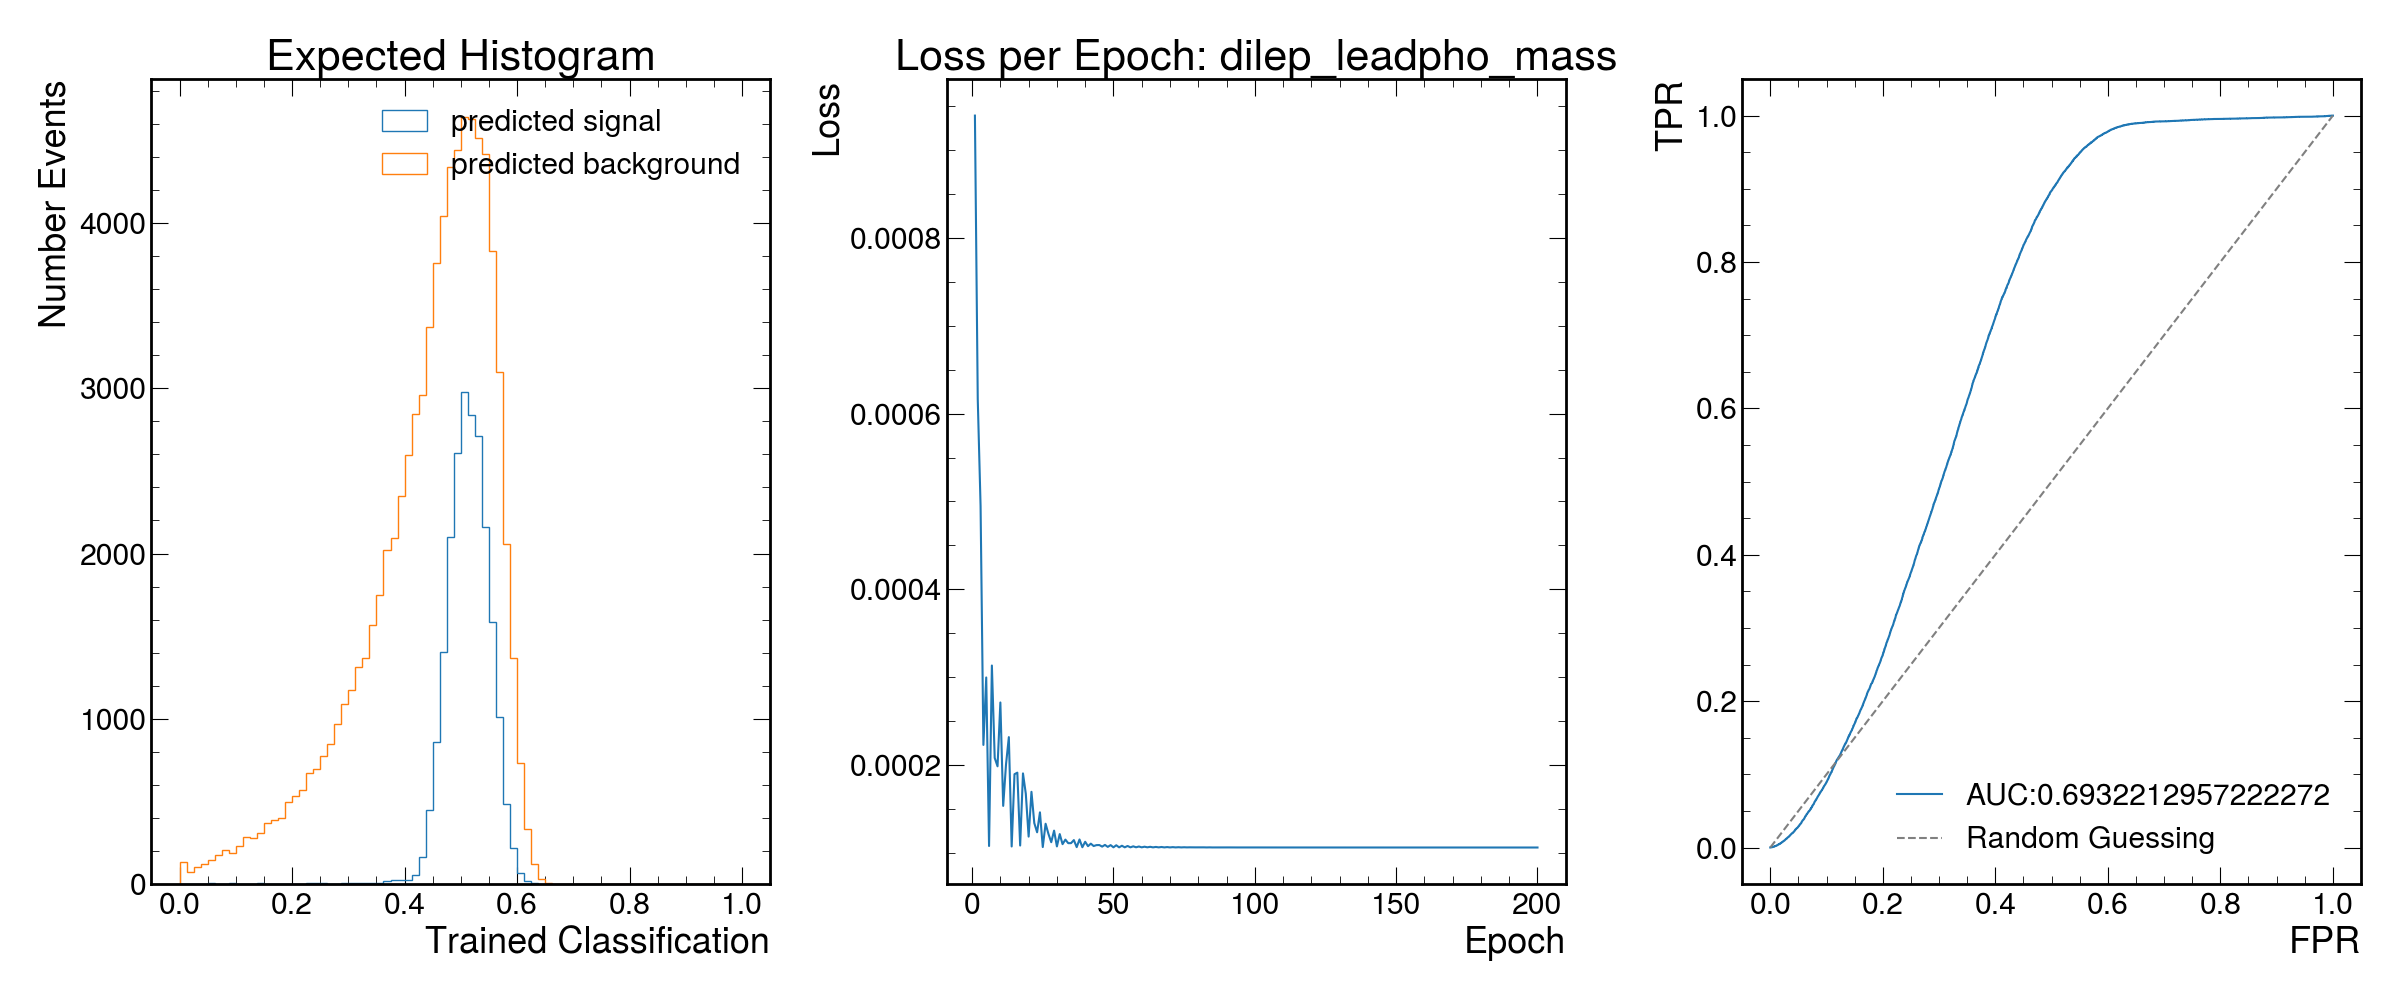 Expected Histogram
Number Events
predicted signal
predicted background
4000
3000
2000
1000
0
0.0 0.2 0.4 0.6 0.8 1.0
Trained Classification
Loss per Epoch: dilep_leadpho_mass
Loss
0.0008
0.0006
0.0004
0.0002
0 50 100 150 200
Epoch
TPR
1.0
0.8
0.6
0.4
0.2
0.0
AUC:0.6932212957222272
Random Guessing
0.0 0.2 0.4 0.6 0.8 1.0
FPR